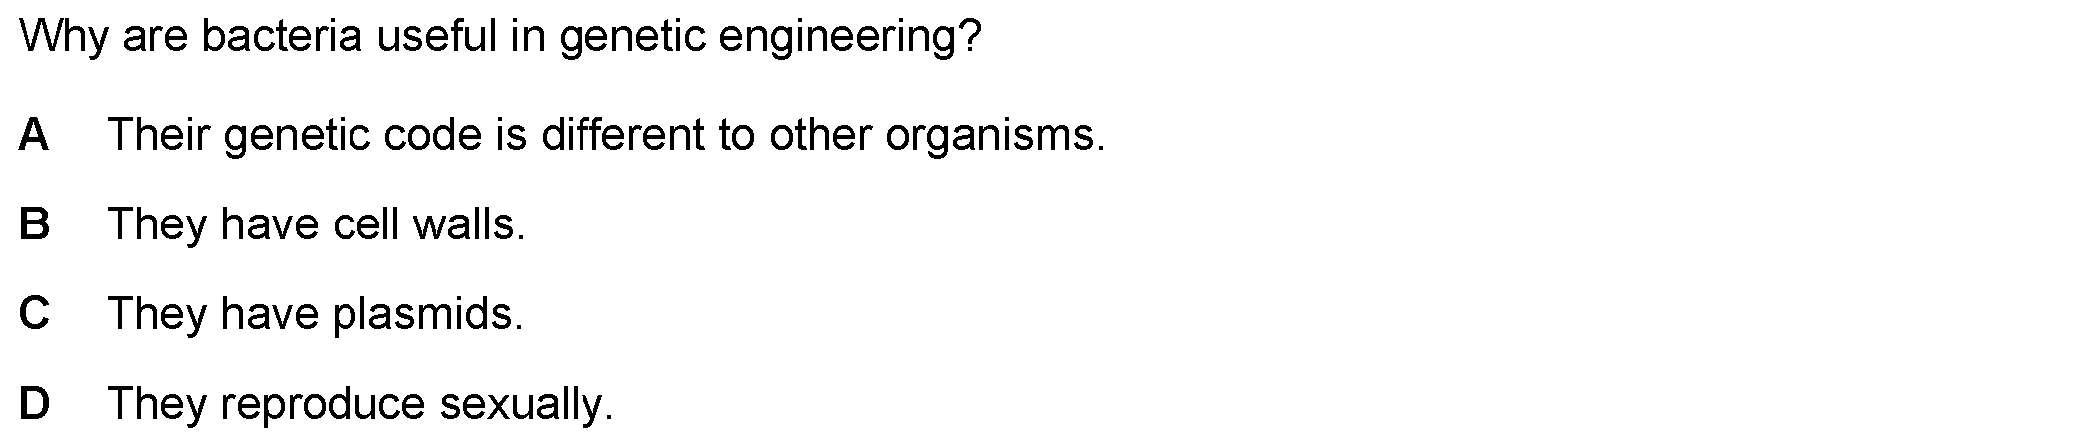 Why are bacteria useful in genetic engineering?
A Their genetic code is different to other organisms.
B They have cell walls.
C They have plasmids.
D They reproduce sexually.